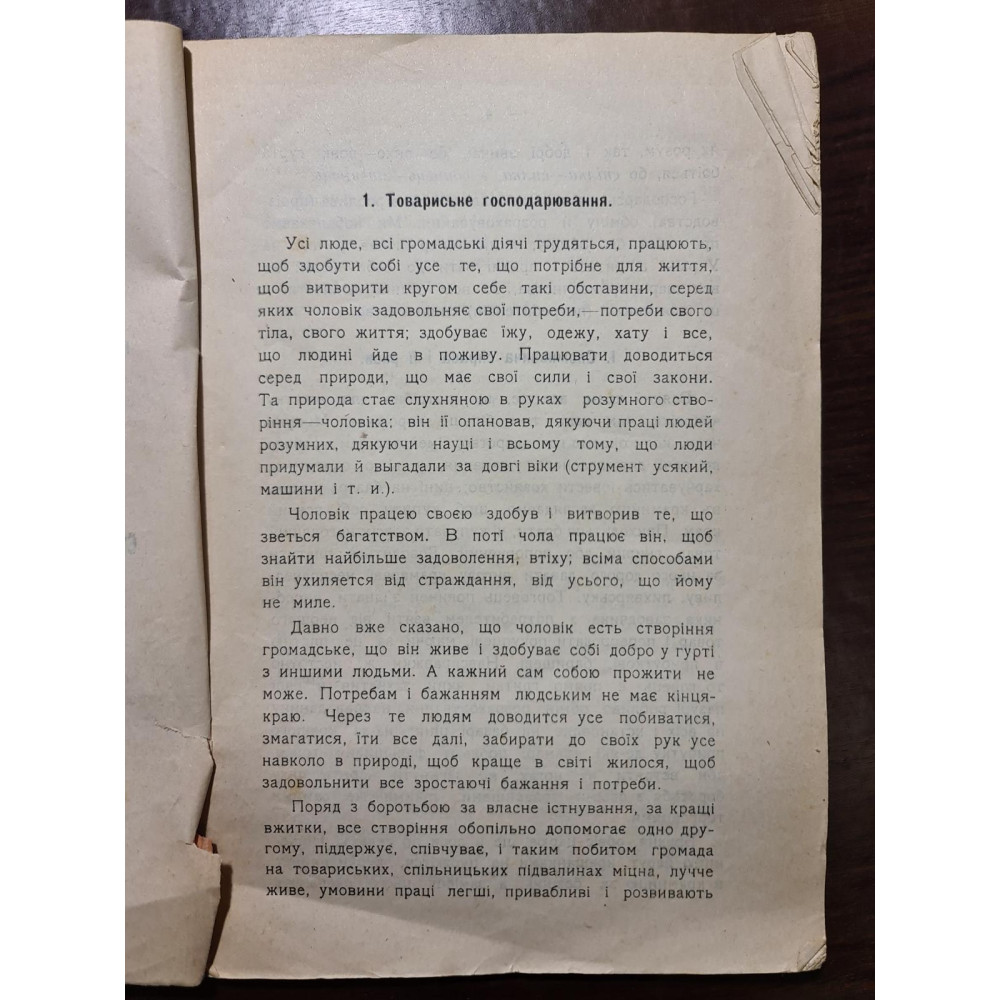 1. Товариське господарювання.
Усі люде, всі громадські діячі трудяться, працюють,
щоб здобути собі усе те, що потрібне для життя,
щоб витворити кругом себе такі обставини, серед
яких чоловік задовольняє свої потреби,—потреби свого
тіла, свого життя; здобуває їжу, одежу, хату і все,
що людині йде в поживу. Працювати доводиться
серед природи, що має свої сили і свої закони.
Та природа стає слухняною в руках розумного ство-
ріння—чоловіка: він її опановав, дякуючи праці людей
розумних, дякуючи науці і всьому тому, що люди
придумали й выгадали за довгі віки (струмент усякий,
машини і т. и.).
Чоловік працею своєю здобув і витворив те, що
зветься багатством. В поті чола працює він, щоб
знайти найбільше задоволення, втіху; всіма способами
він ухиляется від страждання, від усього, що йому
не миле.
Давно вже сказано, що чоловік есть створіння
громадське, що він живе і здобуває собі добро у гурті
з иншими людьми. А кажний сам собою прожити не
може. Потребам і бажанням людським не має кінця-
краю. Через те людям доводится усе побиватися,
змагатися, їти все далі, забирати до своїх рук усе
навколо в природі, щоб краще в світі жилося, щоб
задовольнити все зростаючі бажання і потреби.
Поряд з боротьбою за власне істнування, за кращі
вжитки, все створіння обопільно допомогає одно дру-
гому, піддержує, співчуває, і таким побитом громада
на товариських, спільницьких підвалинах міцна, лучче
живе, умовини праці легші, привабливі і розвивають